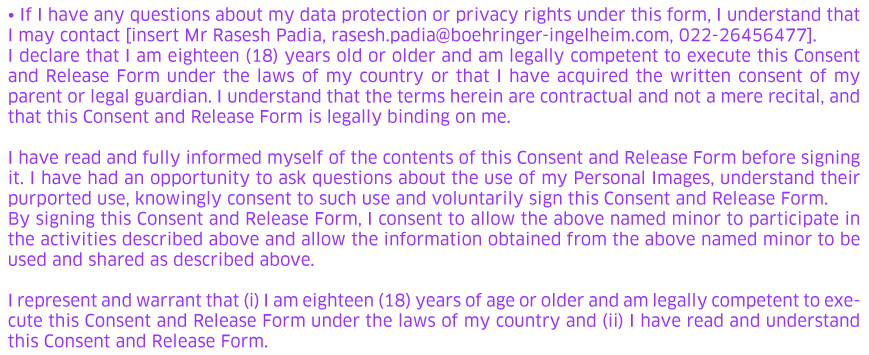 • If I have any questions about my data protection or privacy rights under this form, I understand that
I may contact [insert Mr Rasesh Padia, rasesh.padia@boehringer-ingelheim.com, 022-26456477].
I declare that I am eighteen (18) years old or older and am legally competent to execute this Consent
and Release Form under the laws of my country or that I have acquired the written consent of my
parent or legal guardian. I understand that the terms herein are contractual and not a mere recital, and
that this Consent and Release Form is legally binding on me.

I have read and fully informed myself of the contents of this Consent and Release Form before signing
it. I have had an opportunity to ask questions about the use of my Personal Images, understand their
purported use, knowingly consent to such use and voluntarily sign this Consent and Release Form.
By signing this Consent and Release Form, I consent to allow the above named minor to participate in
the activities described above and allow the information obtained from the above named minor to be
used and shared as described above.

I represent and warrant that (i) I am eighteen (18) years of age or older and am legally competent to exe-
cute this Consent and Release Form under the laws of my country and (ii) I have read and understand
this Consent and Release Form.